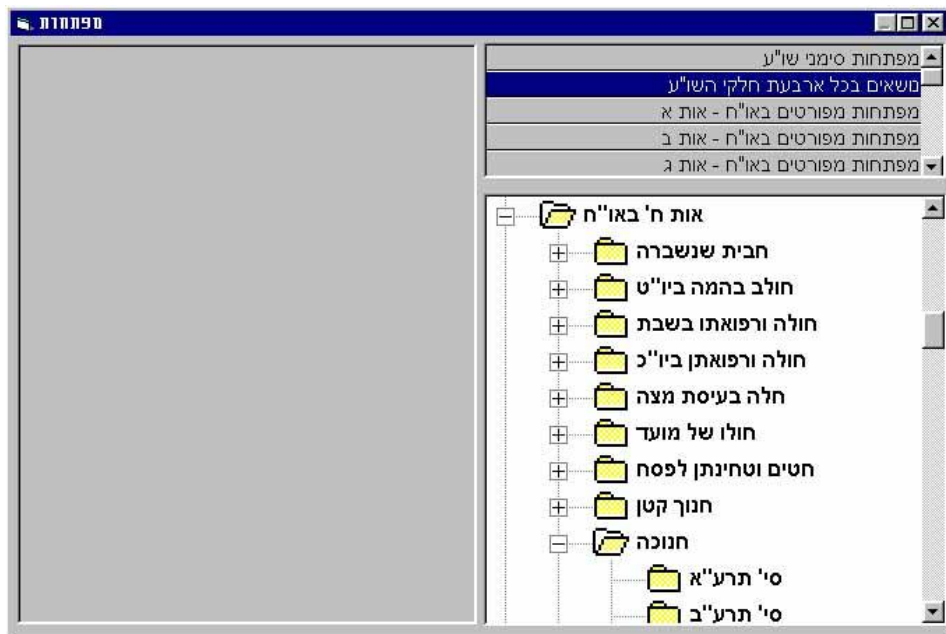 מפתחות
מפתחות סימני שו"ע
נושאים בכל ארבעת חלקי השו"ע
מפתחות מפורטים באו"ח - אות א
מפתחות מפורטים באו"ח - אות ב
מפתחות מפורטים באו"ח - אות ג
אות ח' באו"ח
חבית שנשברה
חולב בהמה ביו"ט
חולה ורפואתו בשבת
חולה ורפואתן ביו"כ
חלה בעיסת מצה
חולו של מועד
חטים וטחינתן לפסח
חנוך קטן
חנוכה
סי' תרע"א
סי' תרע"ב